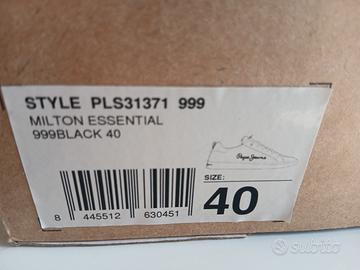 STYLE PLS31371 999
MILTON ESSENTIAL
999BLACK 40
Pepe Jeans
SIZE:
40
8 445512 630451
subito